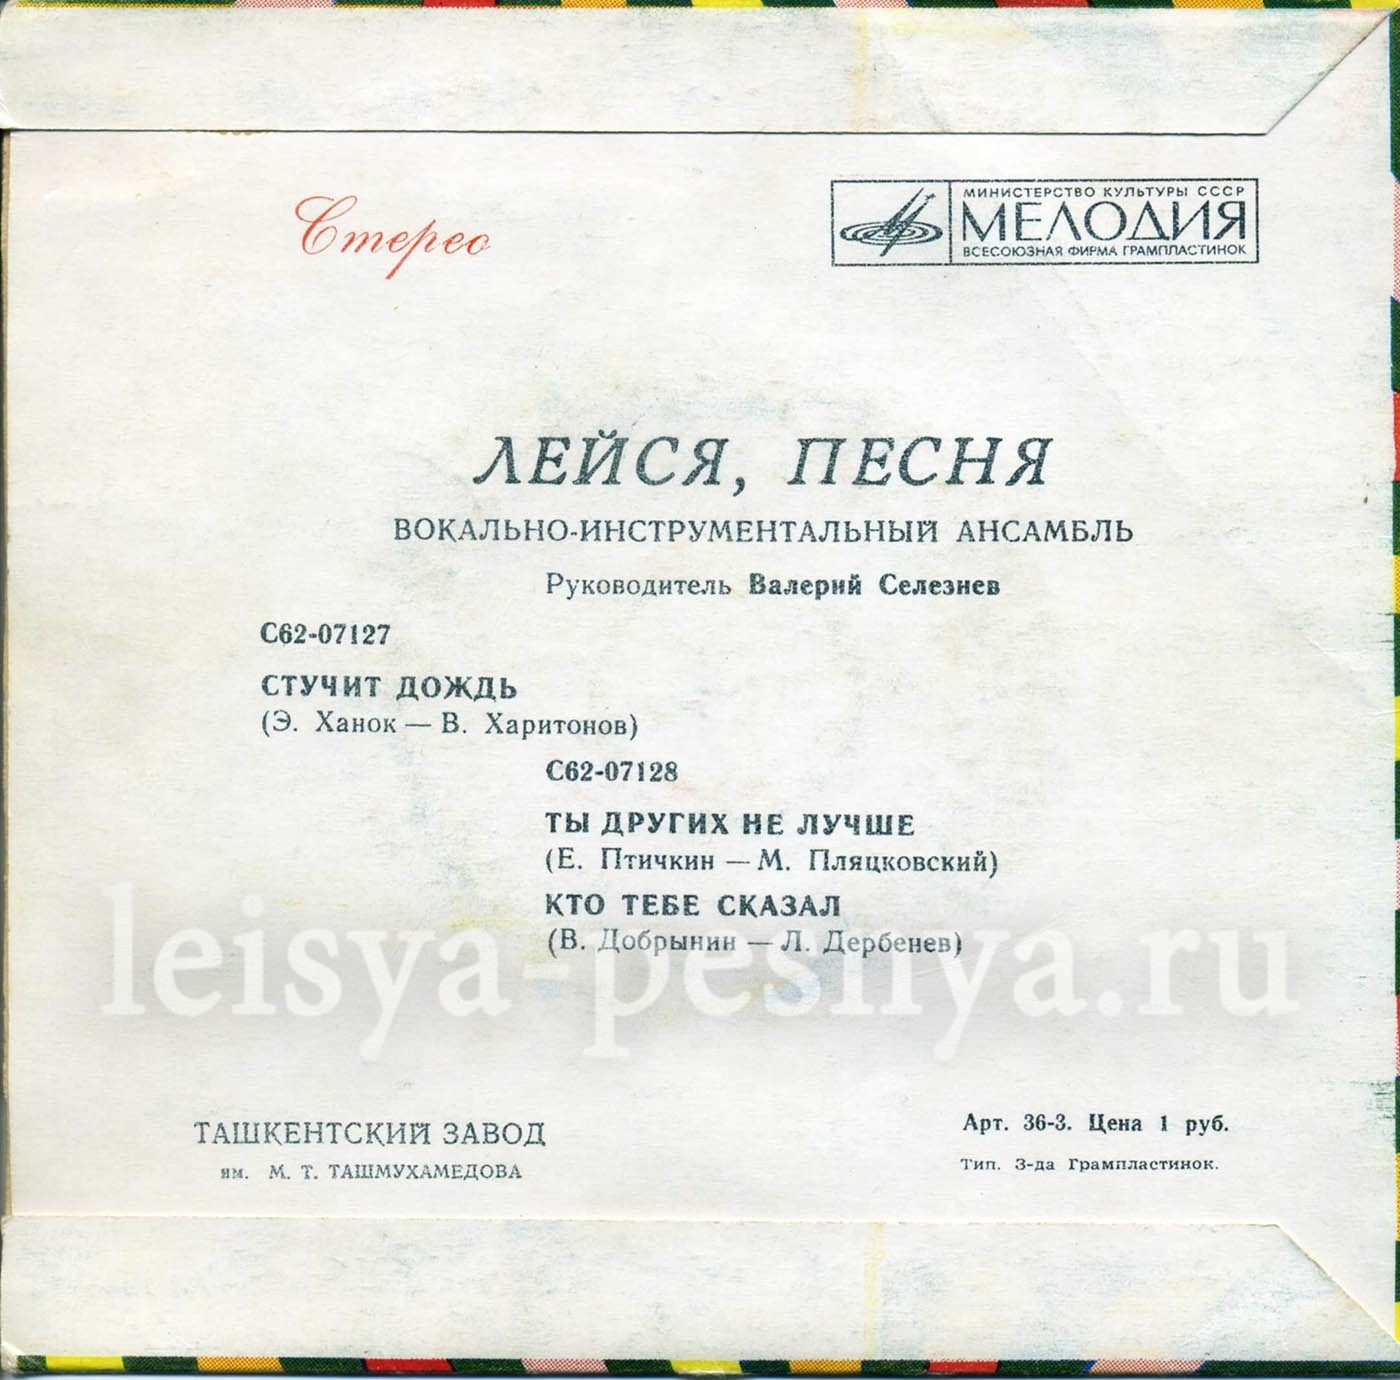 Стерео
МИНИСТЕРСТВО КУЛЬТУРЫ СССР
МЕЛОДИЯ
ВСЕСОЮЗНАЯ ФИРМА ГРАМПЛАСТИНОК
ЛЕЙСЯ, ПЕСНЯ
ВОКАЛЬНО-ИНСТРУМЕНТАЛЬНЫЙ АНСАМБЛЬ
Руководитель Валерий Селезнев
С62-07127
СТУЧИТ ДОЖДЬ
(Э. Ханок — В. Харитонов)
С62-07128
ТЫ ДРУГИХ НЕ ЛУЧШЕ
(Е. Птичкин — М. Пляцковский)
КТО ТЕБЕ СКАЗАЛ
(В. Добрынин — Л. Дербенев)
leisya-pesnya.ru
ТАШКЕНТСКИЙ ЗАВОД
им. М. Т. ТАШМУХАМЕДОВА
Арт. 36-3. Цена 1 руб.
Тип. З-да Грампластинок.